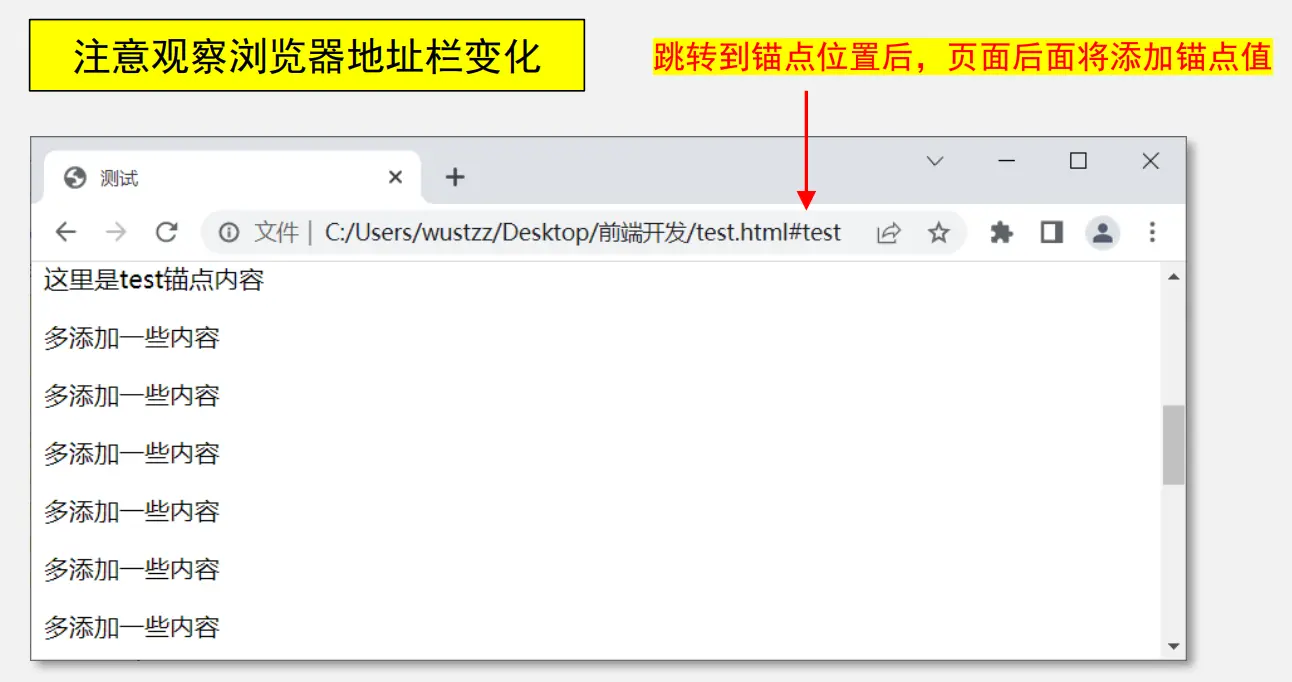 注意观察浏览器地址栏变化
跳转到锚点位置后，页面后面将添加锚点值
测试
文件 | C:/Users/wustzz/Desktop/前端开发/test.html#test
这里是test锚点内容
多添加一些内容
多添加一些内容
多添加一些内容
多添加一些内容
多添加一些内容
多添加一些内容